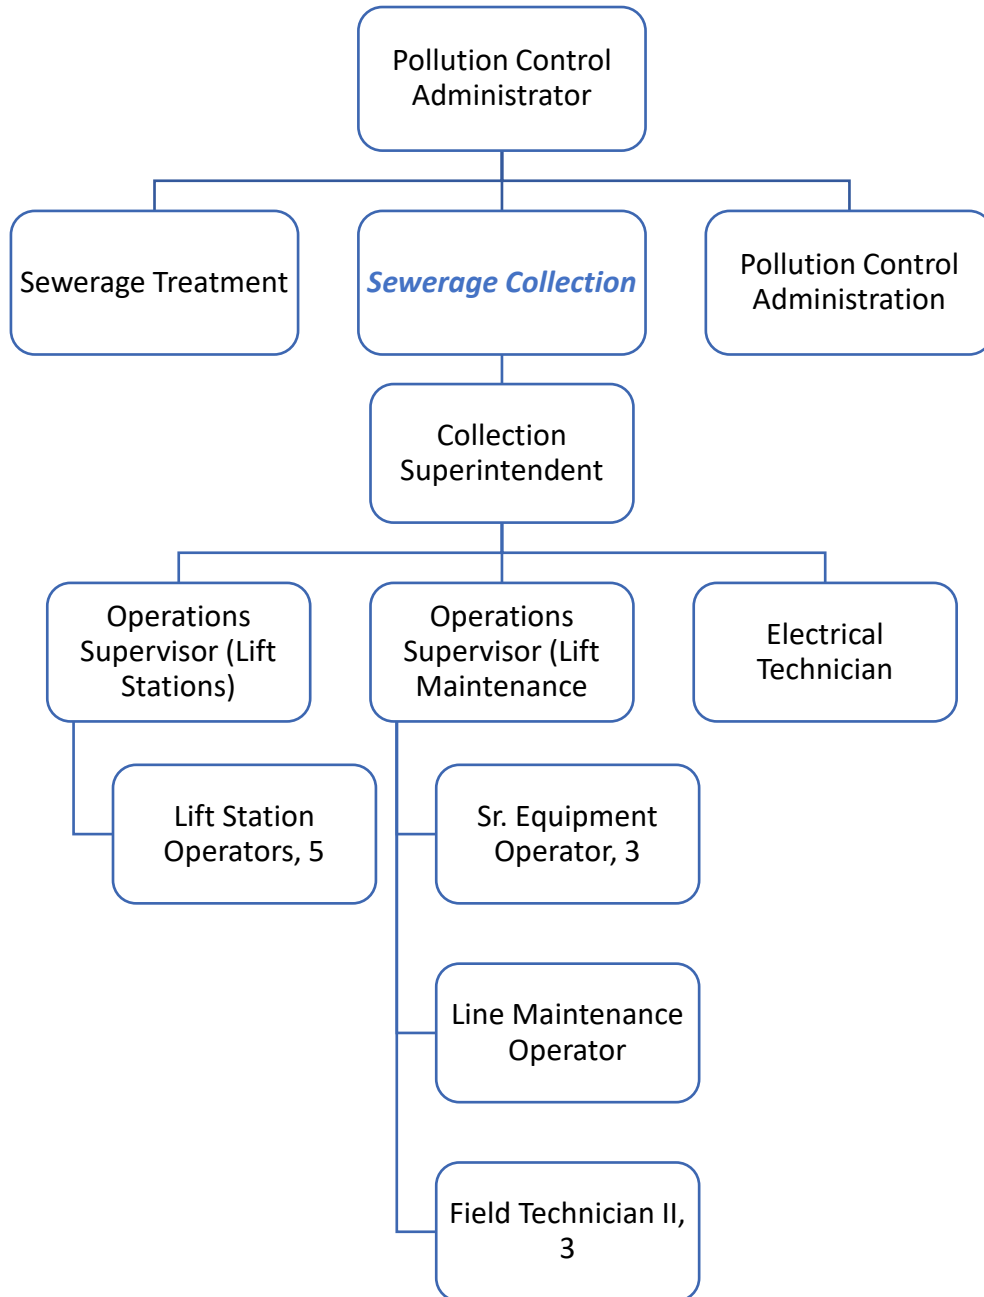 Pollution Control
Administrator
Sewerage Treatment
Sewerage Collection
Pollution Control
Administration
Collection
Superintendent
Operations
Supervisor (Lift
Stations)
Operations
Supervisor (Lift
Maintenance
Electrical
Technician
Lift Station
Operators, 5
Sr. Equipment
Operator, 3
Line Maintenance
Operator
Field Technician II,
3